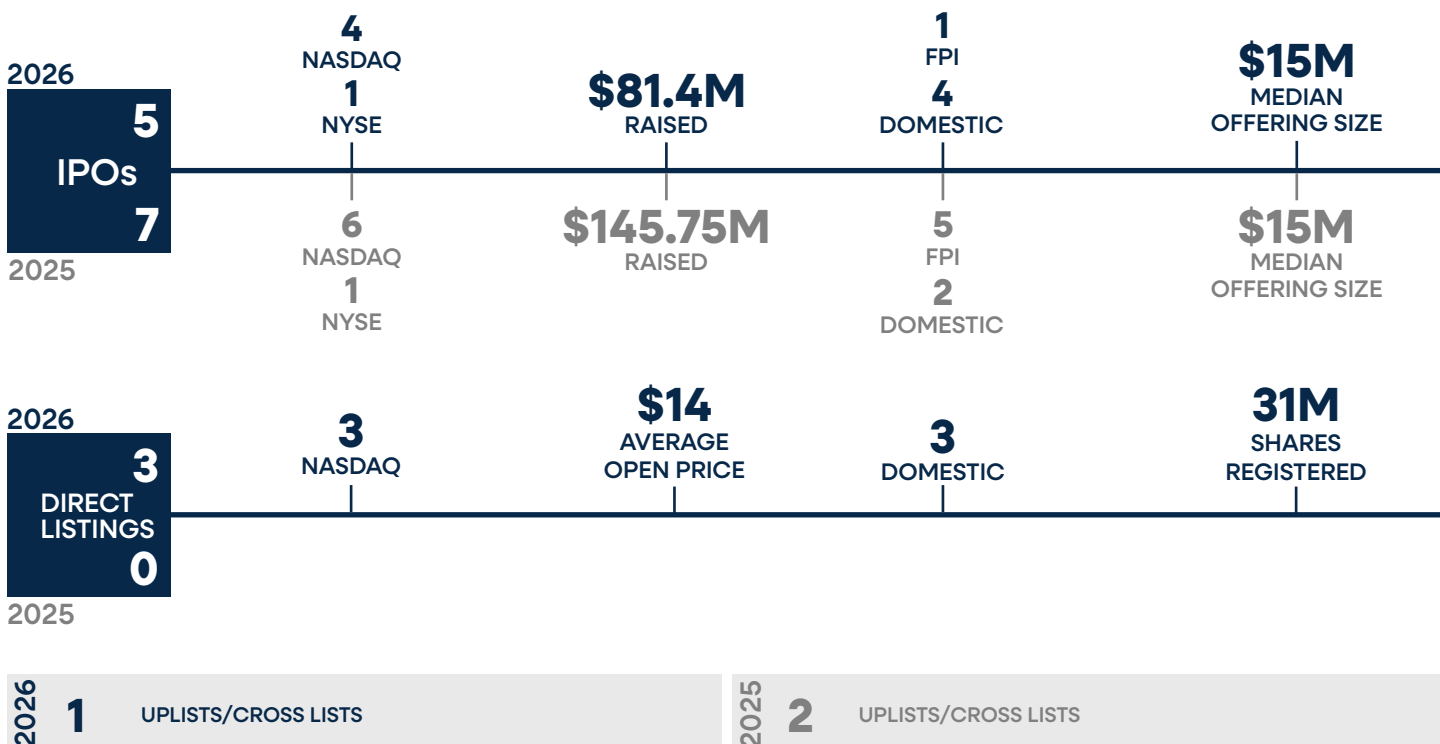 2026
5
IPOs
7
2025
4
NASDAQ
1
NYSE
$81.4M
RAISED
1
FPI
4
DOMESTIC
$15M
MEDIAN
OFFERING SIZE
6
NASDAQ
1
NYSE
$145.75M
RAISED
5
FPI
2
DOMESTIC
$15M
MEDIAN
OFFERING SIZE
2026
3
DIRECT
LISTINGS
0
2025
3
NASDAQ
$14
AVERAGE
OPEN PRICE
3
DOMESTIC
31M
SHARES
REGISTERED
2026
1 UPLISTS/CROSS LISTS
2025
2 UPLISTS/CROSS LISTS